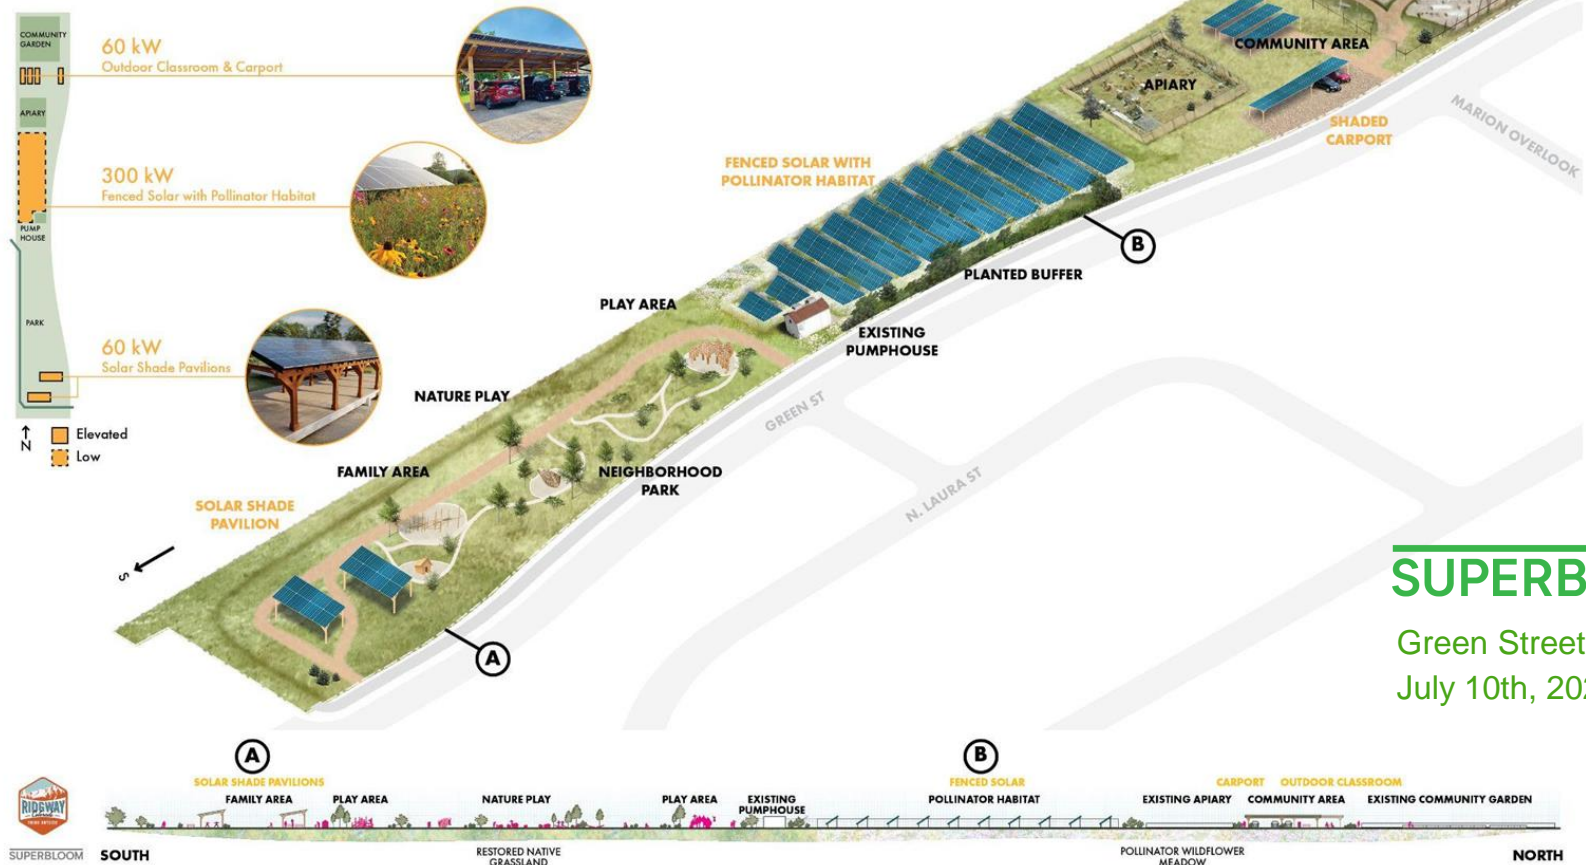 COMMUNITY
GARDEN
60 kW
Outdoor Classroom & Carport
APIARY
300 kW
Fenced Solar with Pollinator Habitat
PUMP
HOUSE
PARK
60 kW
Solar Shade Pavilions
N
Elevated
Low
COMMUNITY AREA
APIARY
SHADED
CARPORT
MARION OVERLOOK
FENCED SOLAR WITH
POLLINATOR HABITAT
B
PLANTED BUFFER
PLAY AREA
EXISTING
PUMPHOUSE
NATURE PLAY
GREEN ST
FAMILY AREA
NEIGHBORHOOD
PARK
N. LAURA ST
SOLAR SHADE
PAVILION
S
A
SUPERB
Green Street
July 10th, 202
A
B
SOLAR SHADE PAVILIONS
FENCED SOLAR
CARPORT
OUTDOOR CLASSROOM
FAMILY AREA
PLAY AREA
NATURE PLAY
PLAY AREA
EXISTING
PUMPHOUSE
POLLINATOR HABITAT
EXISTING APIARY
COMMUNITY AREA
EXISTING COMMUNITY GARDEN
RIDGWAY
SUPERBLOOM
SOUTH
RESTORED NATIVE
GRASSLAND
POLLINATOR WILDFLOWER
MEADOW
NORTH